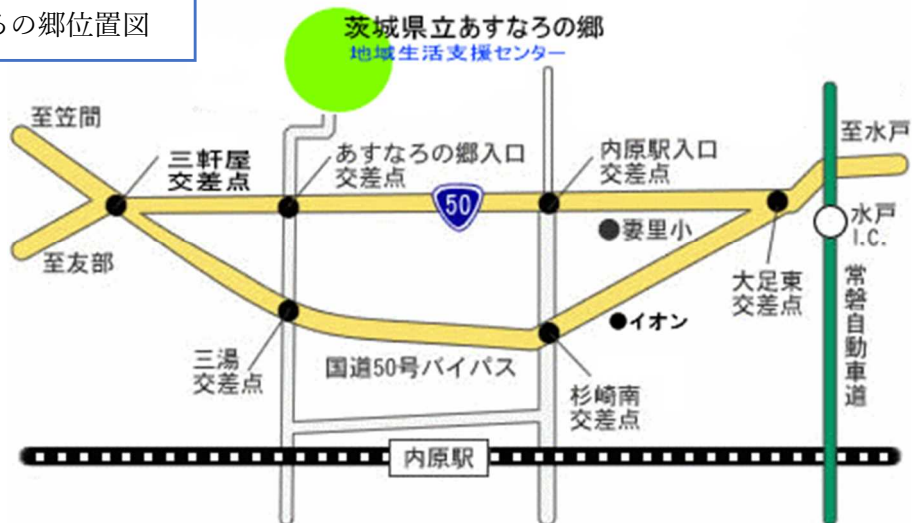 らの郷位置図
茨城県立あすなろの郷
地域生活支援センター
至笠間
三軒屋
交差点
あすなろの郷入口
交差点
内原駅入口
交差点
至水戸
50
妻里小
水戸
I.C.
至友部
大足東
交差点
イオン
常磐自動車道
三湯
交差点
国道50号バイパス
杉崎南
交差点
内原駅